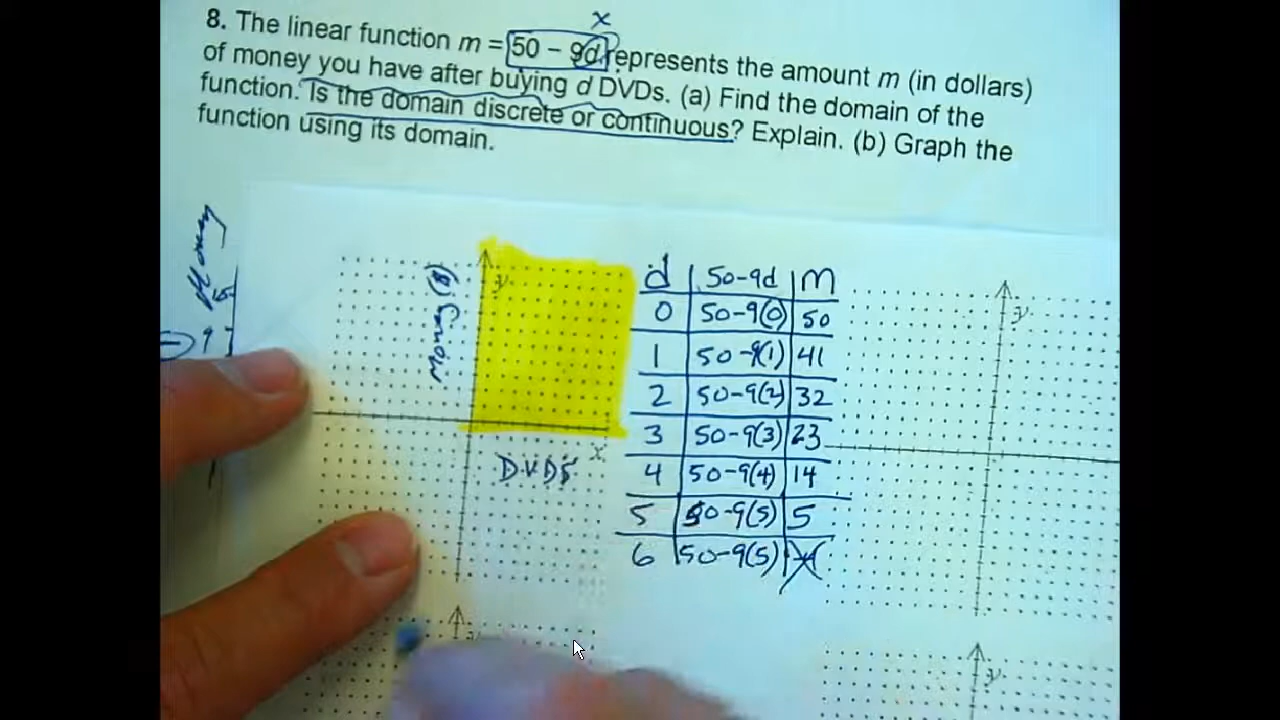 x
8. The linear function m = 50 – 9d represents the amount m (in dollars)
of money you have after buying d DVDs. (a) Find the domain of the
function. Is the domain discrete or continuous? Explain. (b) Graph the
function using its domain.
y
x
DVDs
d 50-9d m
0 50-9(0) 50
1 50-9(1) 41
2 50-9(2) 32
3 50-9(3) 23
4 50-9(4) 14
5 50-9(5) 5
6 50-9(5)
y
y